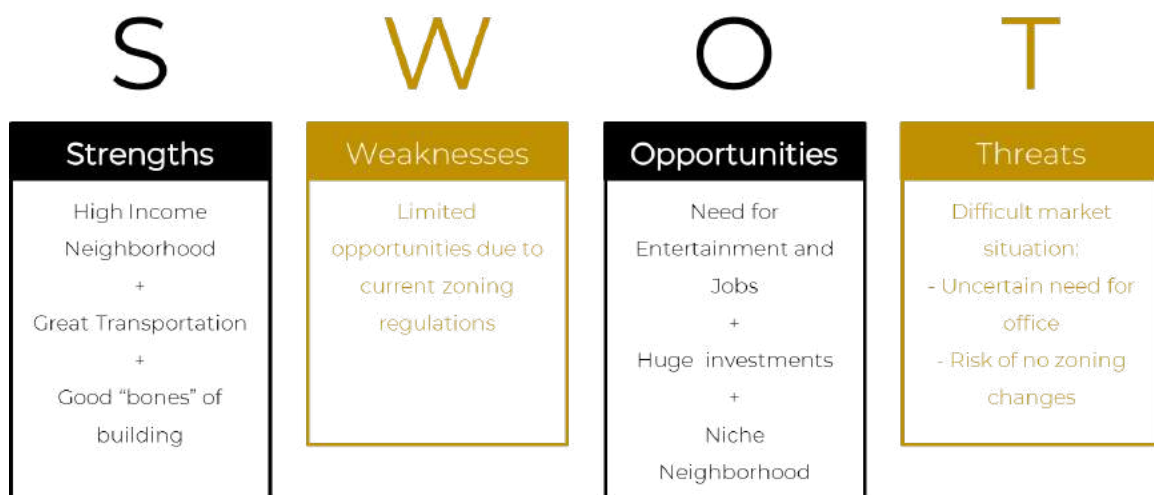 S
W
O
T
Strengths
High Income
Neighborhood
+
Great Transportation
+
Good “bones” of
building
Weaknesses
Limited
opportunities due to
current zoning
regulations
Opportunities
Need for
Entertainment and
Jobs
+
Huge investments
+
Niche
Neighborhood
Threats
Difficult market
situation:
- Uncertain need for
office
- Risk of no zoning
changes